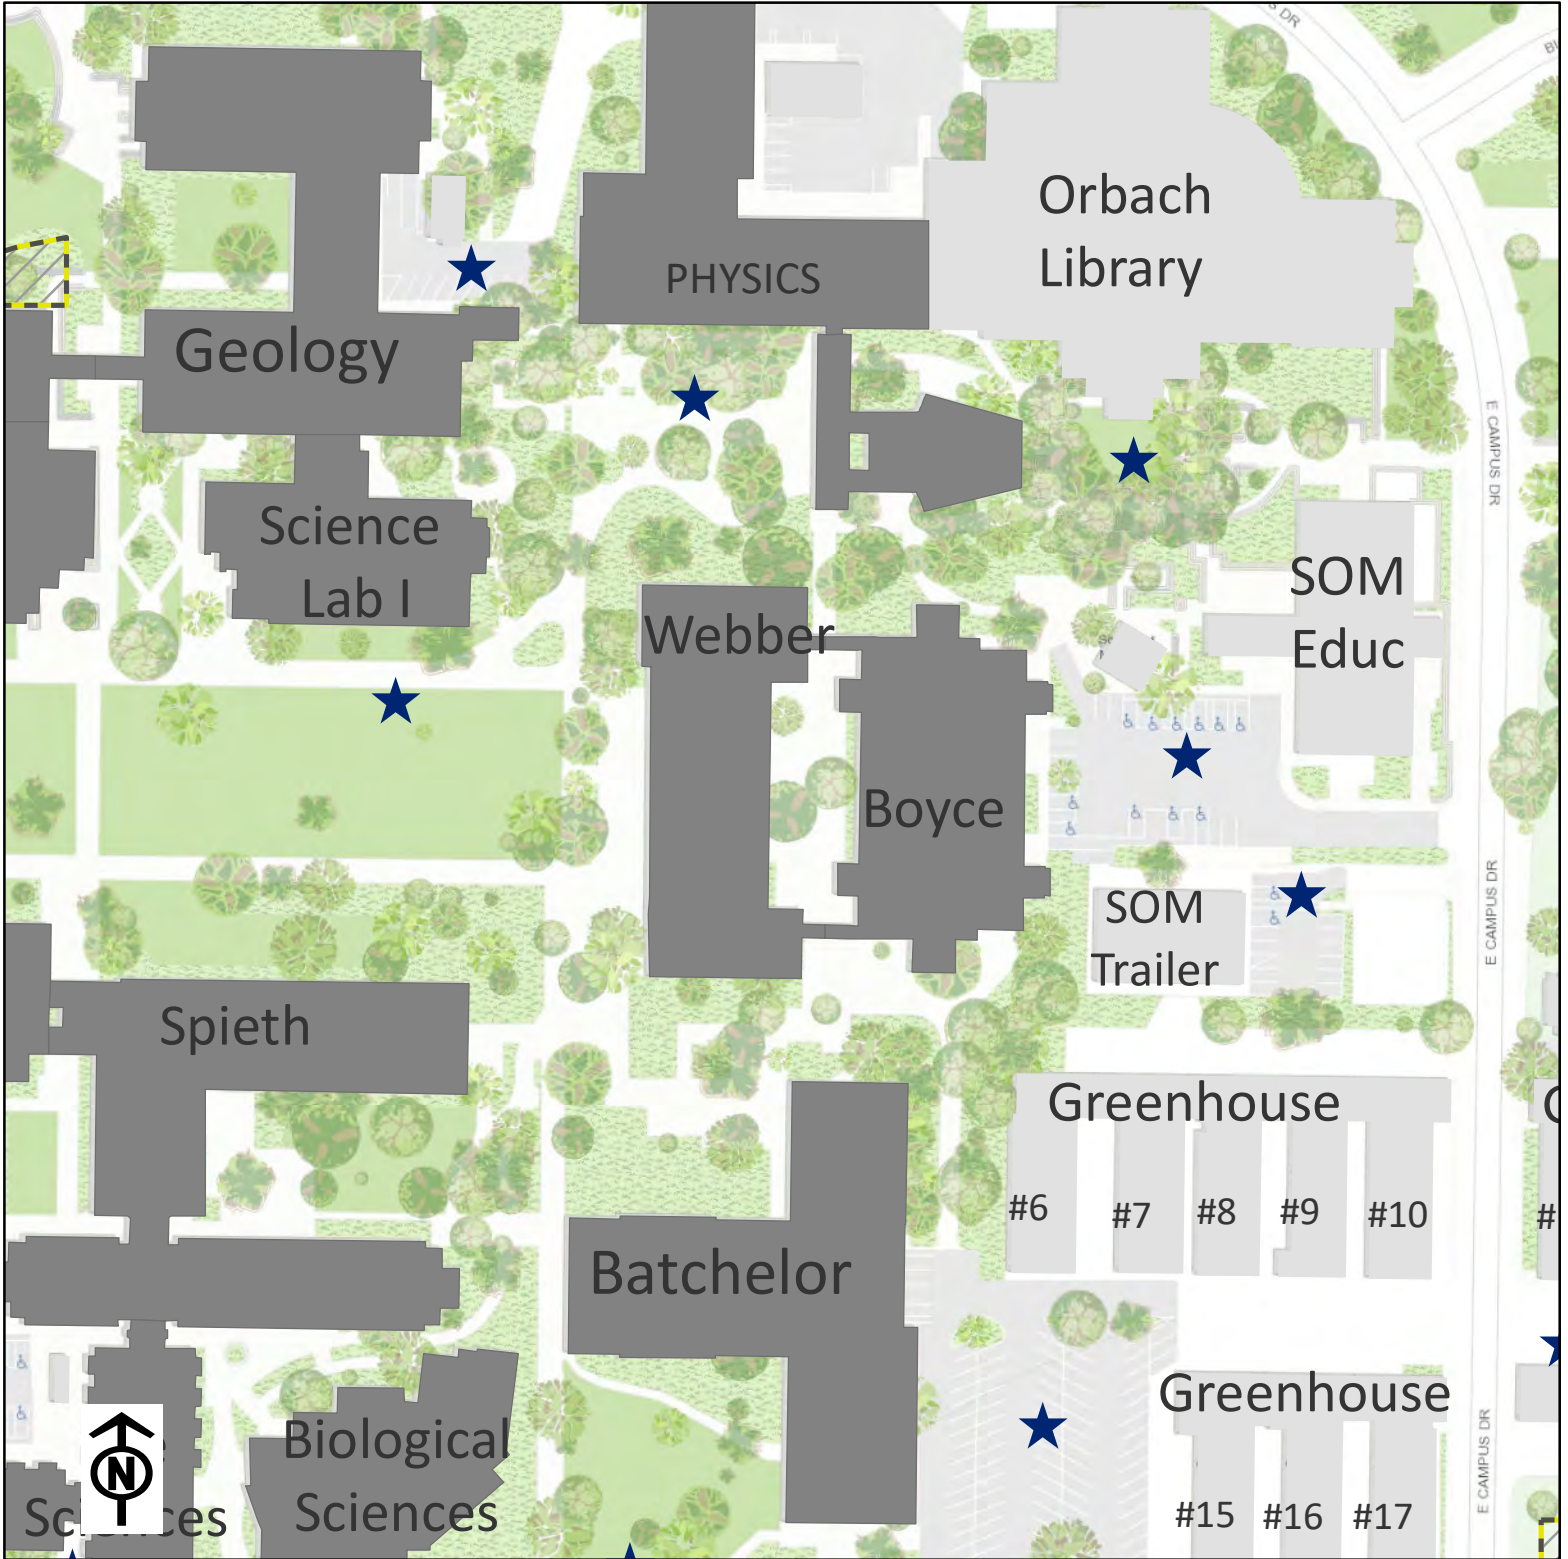 S DR
Orbach
Library
PHYSICS
Geology
E CAMPUS DR
Science
Lab I
SOM
Educ
Webber
Boyce
E CAMPUS DR
SOM
Trailer
Spieth
Greenhouse
#6 #7 #8 #9 #10
#
Batchelor
Greenhouse
E CAMPUS DR
Biological
Sciences
#15 #16 #17
N